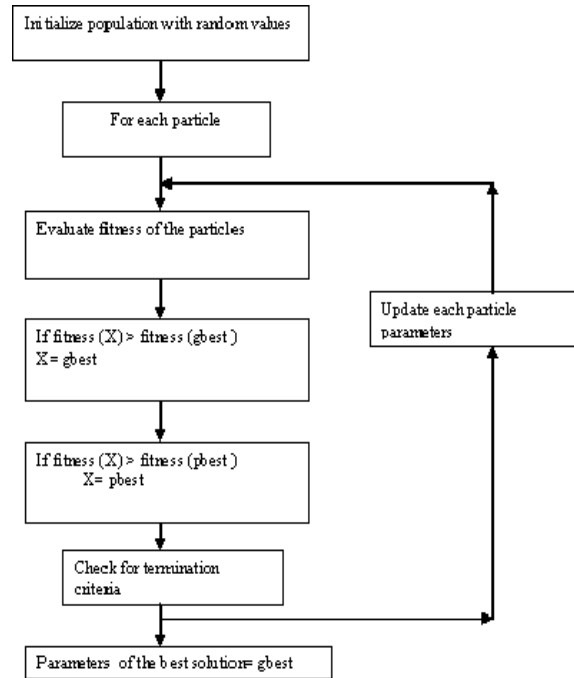 Initialize population with random values
For each particle
Evaluate fitness of the particles
If fitness (X) > fitness (gbest )
X= gbest
Update each particle
parameters
If fitness (X) > fitness (pbest )
X= pbest
Check for termination
criteria
Parameters of the best solution= gbest